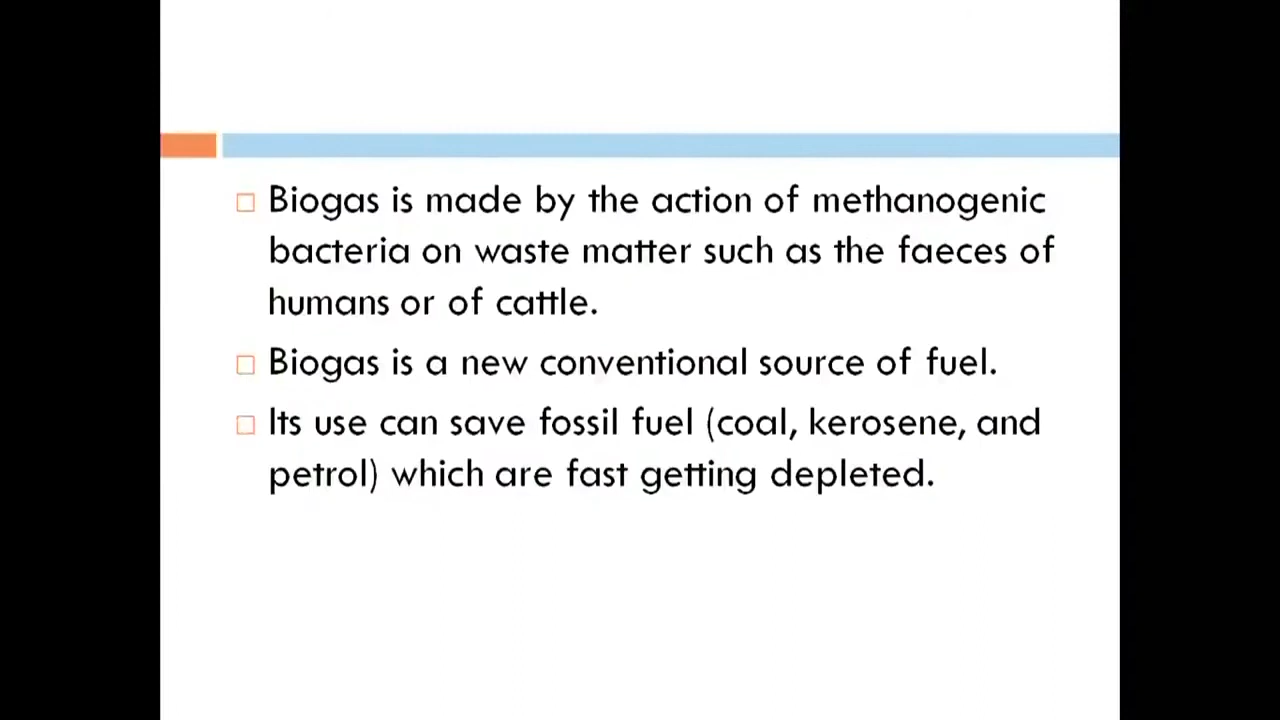 Biogas is made by the action of methanogenic
bacteria on waste matter such as the faeces of
humans or of cattle.
Biogas is a new conventional source of fuel.
Its use can save fossil fuel (coal, kerosene, and
petrol) which are fast getting depleted.